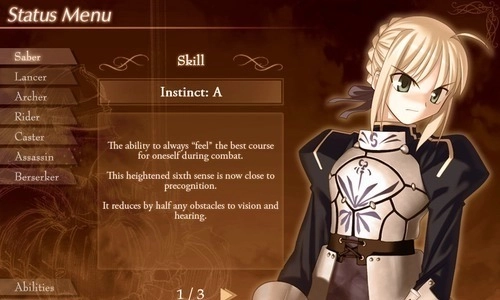 Status Menu
Saber
Lancer
Archer
Rider
Caster
Assassin
Berserker
Abilities
Skill
Instinct: A
The ability to always "feel" the best course
for oneself during combat.
This heightened sixth sense is now close to
precognition.
It reduces by half any obstacles to vision and
hearing.
1/3